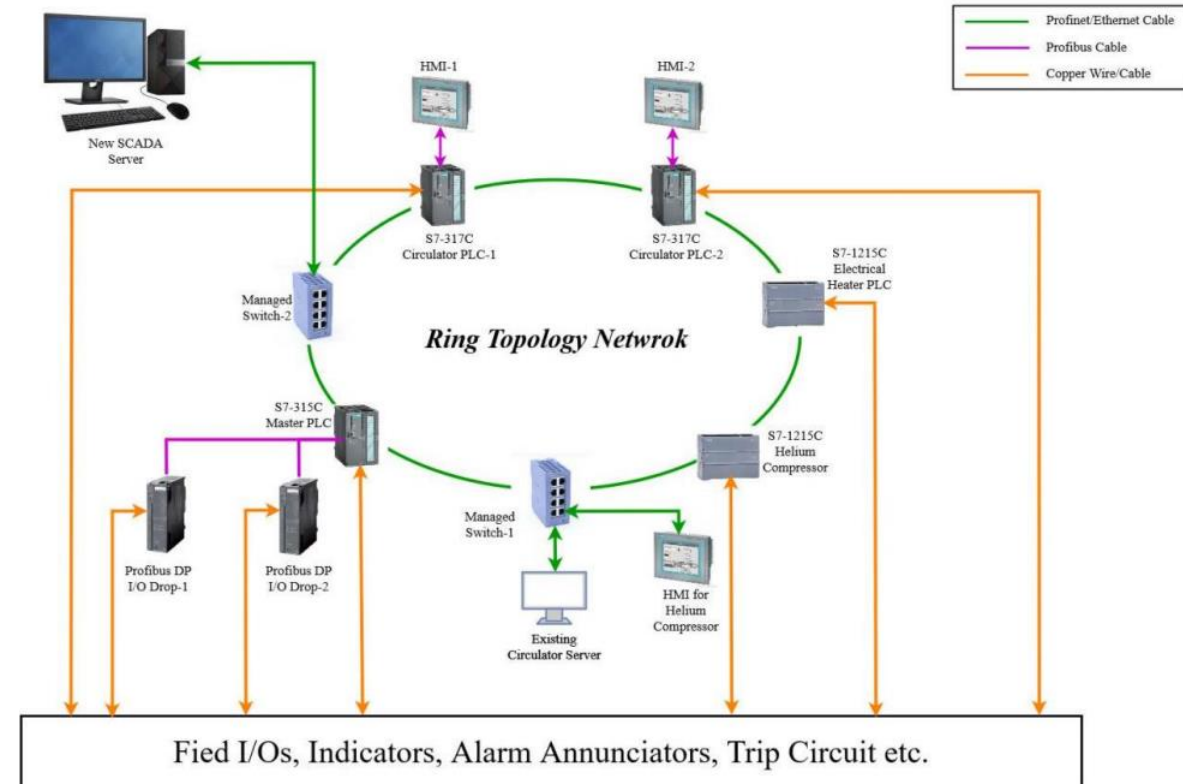 Profinet/Ethernet Cable
Profibus Cable
Copper Wire/Cable
New SCADA
Server
HMI-1
HMI-2
S7-317C
Circulator PLC-1
S7-317C
Circulator PLC-2
S7-1215C
Electrical
Heater PLC
Managed
Switch-2
Ring Topology Netwrok
S7-315C
Master PLC
S7-1215C
Helium
Compressor
Managed
Switch-1
Profibus DP
I/O Drop-1
Profibus DP
I/O Drop-2
HMI for
Helium
Compressor
Existing
Circulator Server
Fied I/Os, Indicators, Alarm Annunciators, Trip Circuit etc.